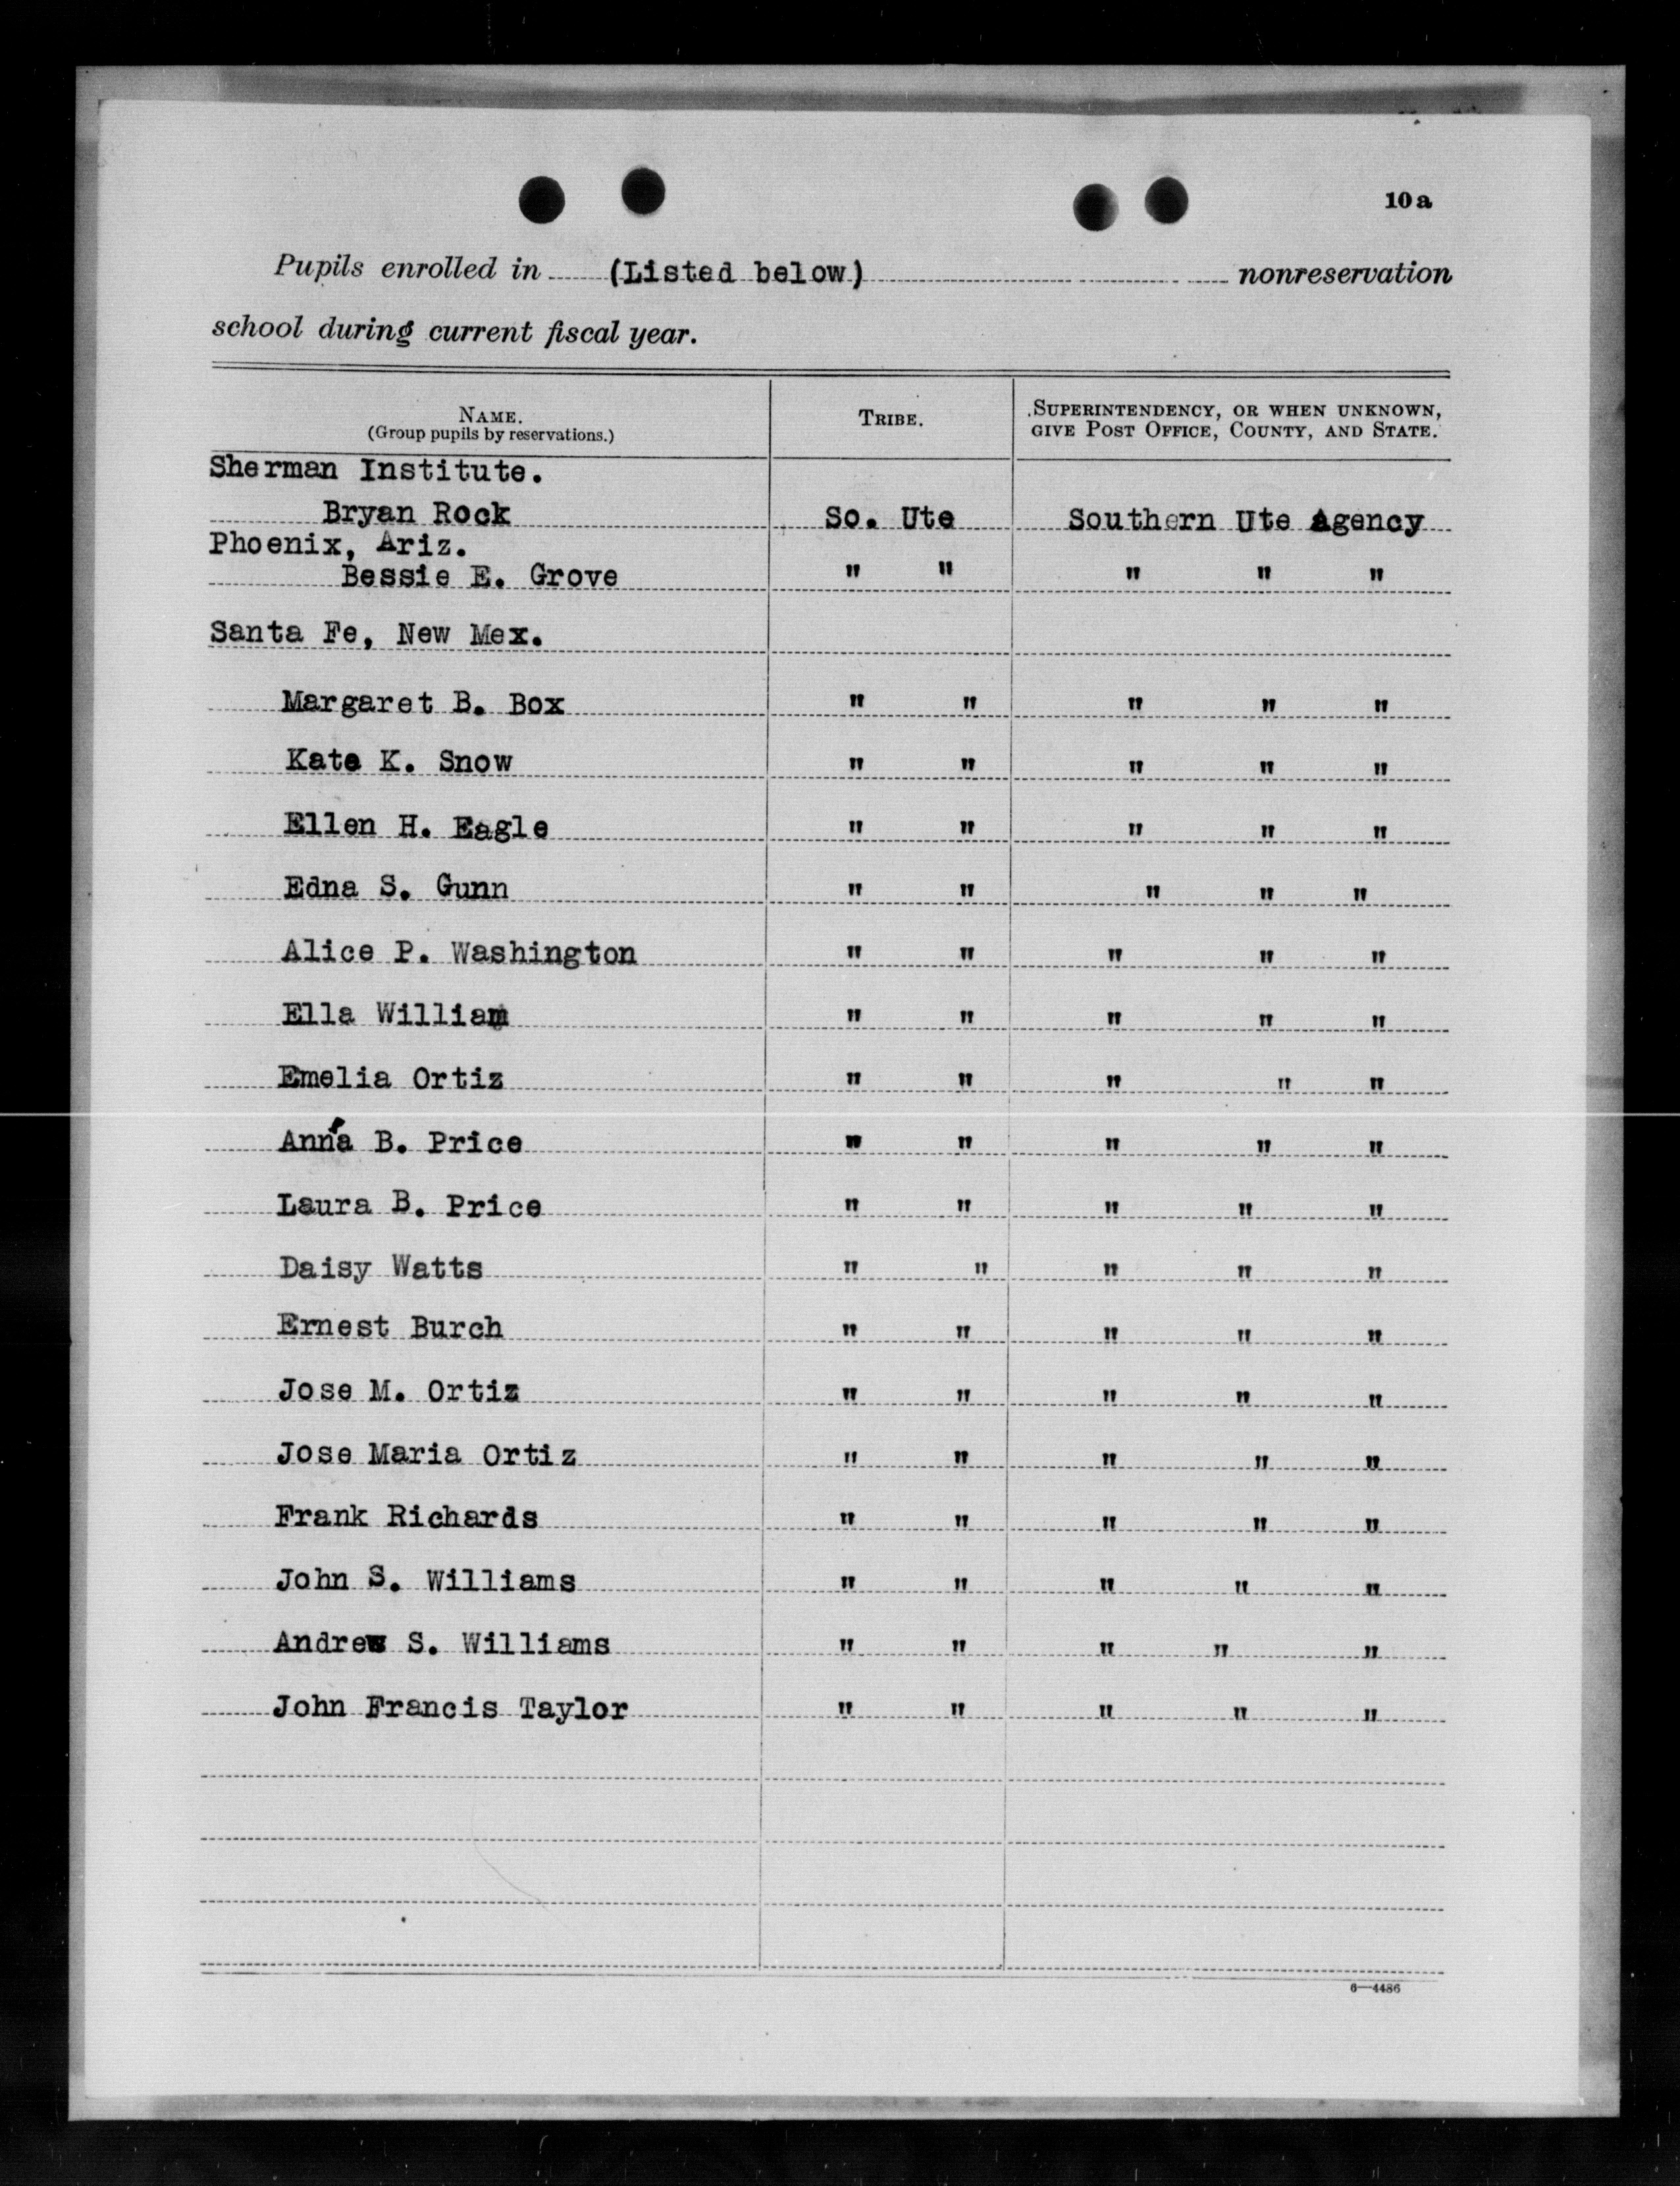 10a
Pupils enrolled in (Listed below) nonreservation
school during current fiscal year.
NAME.
(Group pupils by reservations.)
TRIBE.
SUPERINTENDENCY, OR WHEN UNKNOWN,
GIVE POST OFFICE, COUNTY, AND STATE.
Sherman Institute.
Bryan Rock So. Ute Southern Ute Agency
Phoenix, Ariz.
Bessie E. Grove " " " " "
Santa Fe, New Mex.
Margaret B. Box " " " " "
Kate K. Snow " " " " "
Ellen H. Eagle " " " " "
Edna S. Gunn " " " " "
Alice P. Washington " " " " "
Ella William " " " " "
Emelia Ortiz " " " " "
Anna B. Price " " " " "
Laura B. Price " " " " "
Daisy Watts " " " " "
Ernest Burch " " " " "
Jose M. Ortiz " " " " "
Jose Maria Ortiz " " " " "
Frank Richards " " " " "
John S. Williams " " " " "
Andrew S. Williams " " " " "
John Francis Taylor " " " " "
6—4486